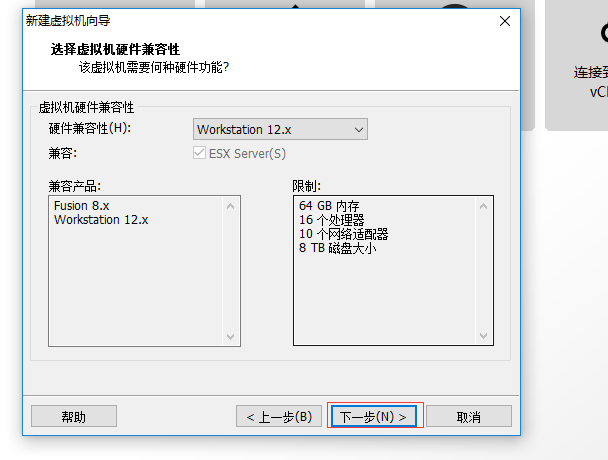 新建虚拟机向导
选择虚拟机硬件兼容性
该虚拟机需要何种硬件功能?
虚拟机硬件兼容性
硬件兼容性(H):
Workstation 12.x
兼容:
ESX Server(S)
兼容产品:
Fusion 8.x
Workstation 12.x
限制:
64 GB 内存
16 个处理器
10 个网络适配器
8 TB 磁盘大小
帮助
< 上一步(B)
下一步(N) >
取消
连接到